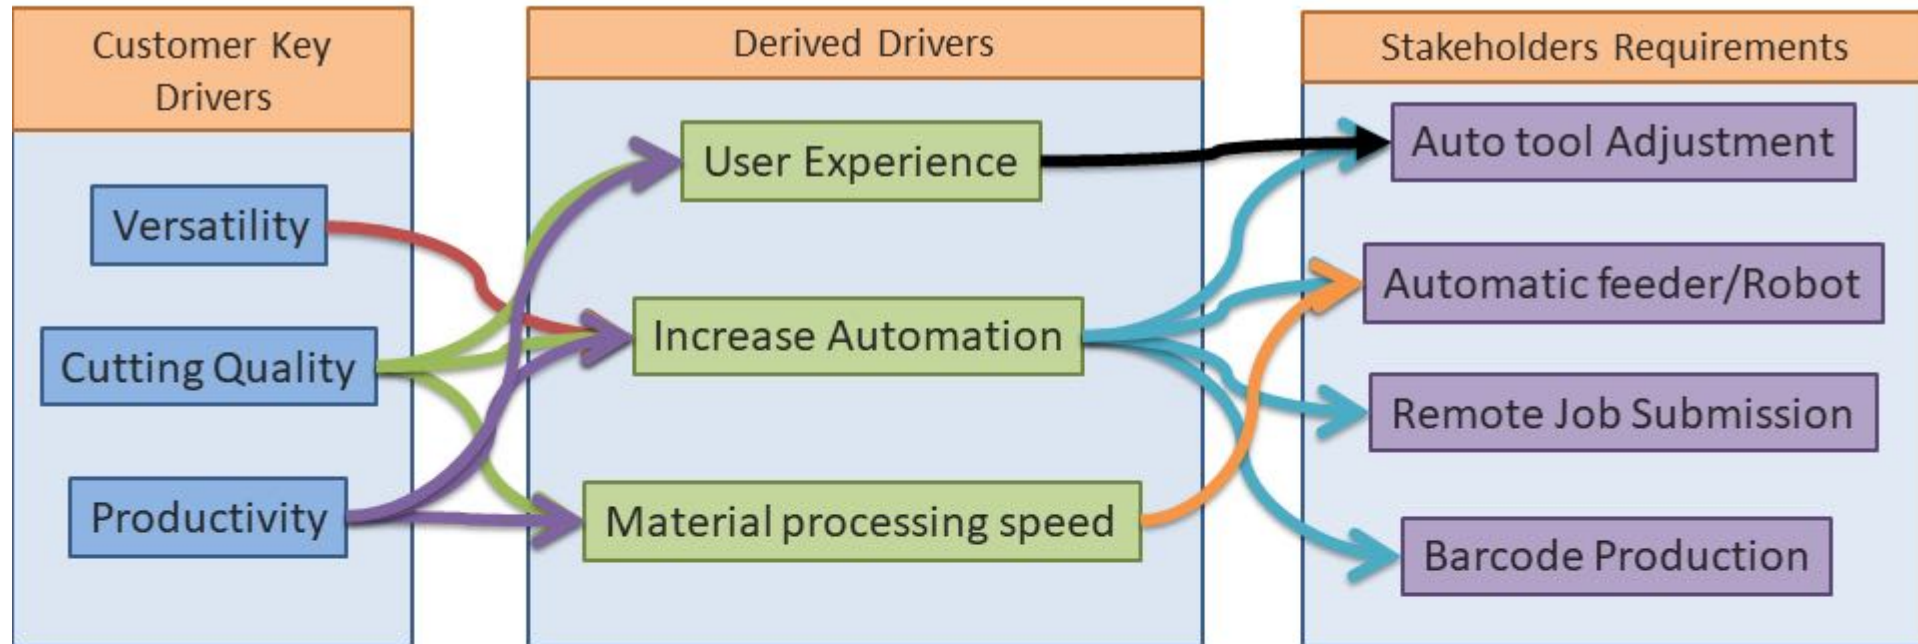 Customer Key
Drivers
Versatility
Cutting Quality
Productivity
Derived Drivers
User Experience
Increase Automation
Material processing speed
Stakeholders Requirements
Auto tool Adjustment
Automatic feeder/Robot
Remote Job Submission
Barcode Production